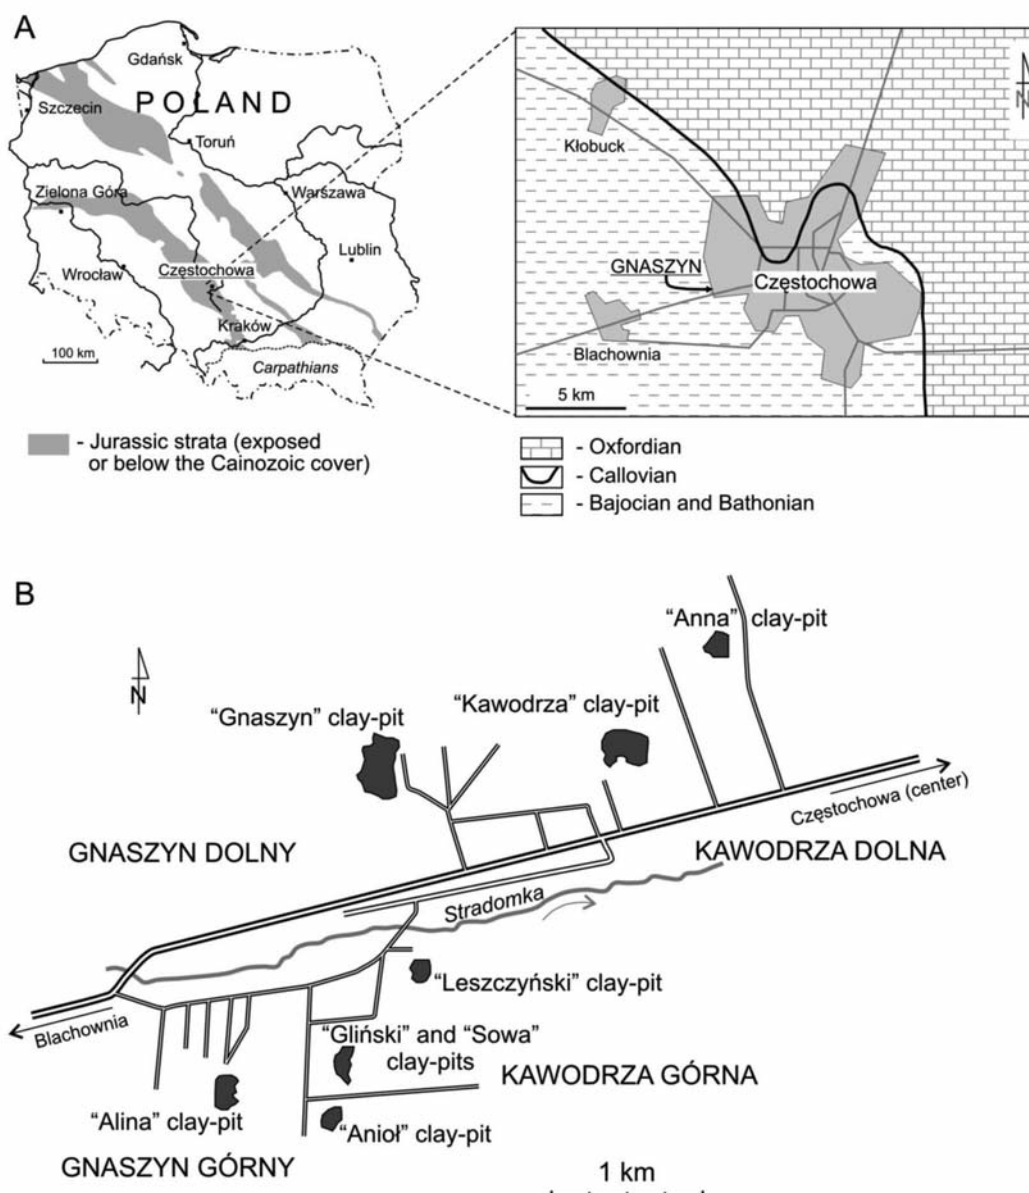 A
Gdańsk
POLAND
Szczecin
Toruń
Zielona Góra
Warszawa
Wrocław
Częstochowa
Lublin
Kraków
Carpathians
100 km
N
Kłobuck
GNASZYN
Częstochowa
Blachownia
5 km
- Jurassic strata (exposed
or below the Cainozoic cover)
- Oxfordian
- Callovian
- Bajocian and Bathonian
B
N
"Anna" clay-pit
"Gnaszyn" clay-pit
"Kawodrza" clay-pit
Częstochowa (center)
GNASZYN DOLNY
KAWODRZA DOLNA
Stradomka
"Leszczyński" clay-pit
Blachownia
"Gliński" and "Sowa"
clay-pits
KAWODRZA GÓRNA
"Alina" clay-pit
"Anioł" clay-pit
GNASZYN GÓRNY
1 km